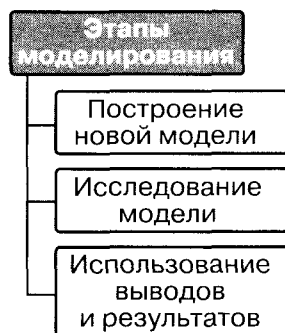 Этапы
моделирования
Построение
новой модели
Исследование
модели
Использование
выводов
и результатов